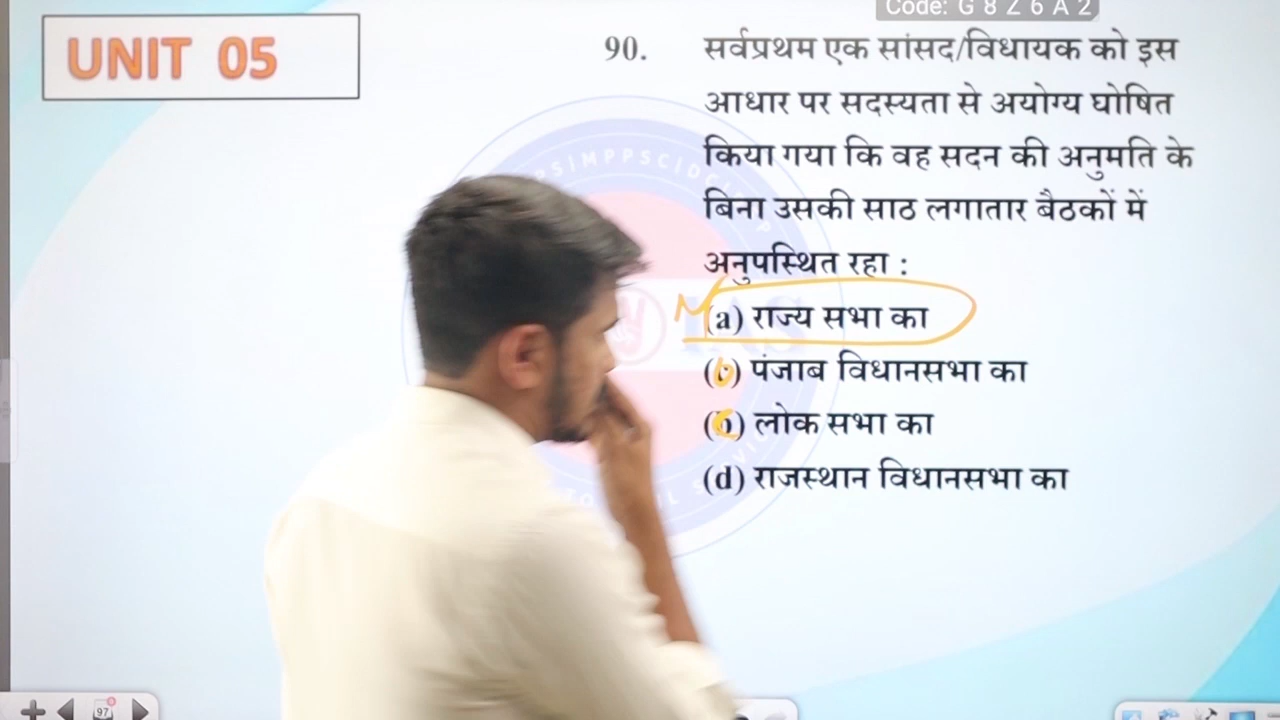 Code: G 8 Z 6 A 2
UNIT 05
90. सर्वप्रथम एक सांसद/विधायक को इस
आधार पर सदस्यता से अयोग्य घोषित
किया गया कि वह सदन की अनुमति के
बिना उसकी साठ लगातार बैठकों में
अनुपस्थित रहा :
(a) राज्य सभा का
(b) पंजाब विधानसभा का
(c) लोक सभा का
(d) राजस्थान विधानसभा का
97